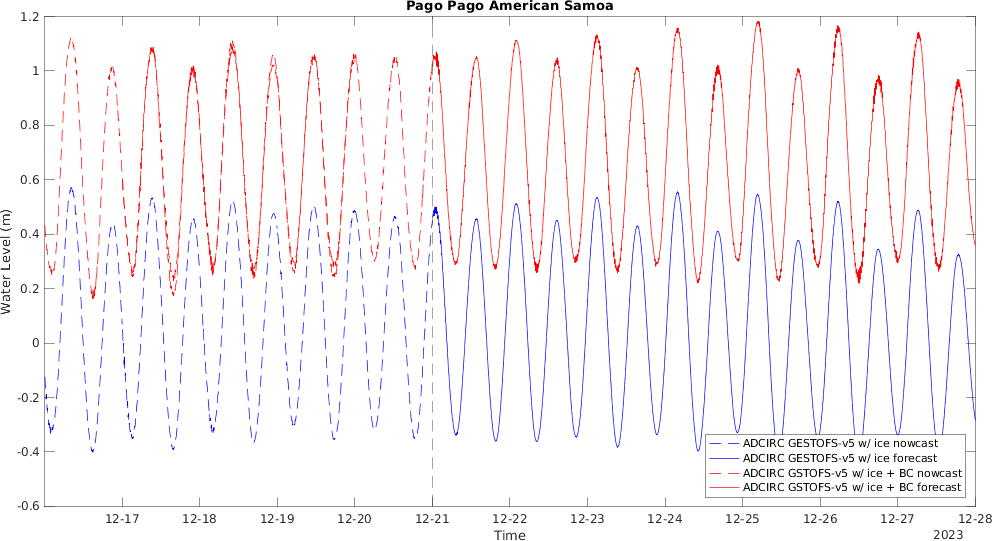 Pago Pago American Samoa
Water Level (m)
1.2
1
0.8
0.6
0.4
0.2
0
-0.2
-0.4
-0.6
ADCIRC GESTOFS-v5 w/ ice nowcast
ADCIRC GESTOFS-v5 w/ ice forecast
ADCIRC GSTOFS-v5 w/ ice + BC nowcast
ADCIRC GSTOFS-v5 w/ ice + BC forecast
12-17 12-18 12-19 12-20 12-21 12-22 12-23 12-24 12-25 12-26 12-27 12-28
Time
2023